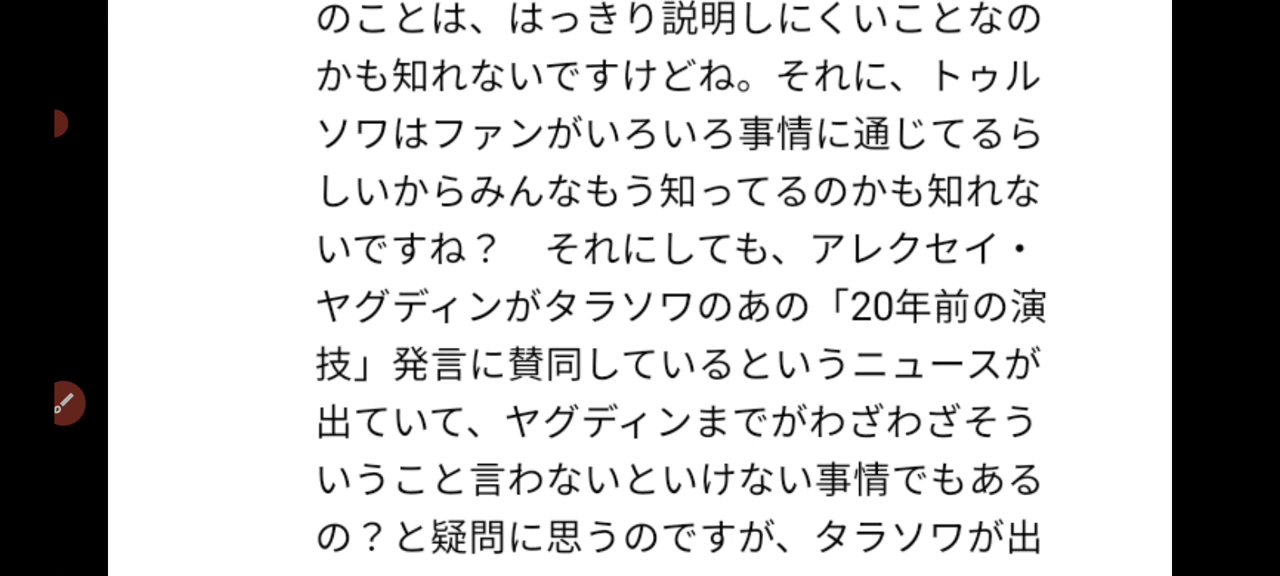 のことは、はっきり説明しにくいことなの
かも知れないですけどね。それに、トゥル
ソワはファンがいろいろ事情に通じてるら
しいからみんなもう知ってるのかも知れな
いですね？　それにしても、アレクセイ・
ヤグディンがタラソワのあの「20年前の演
技」発言に賛同しているというニュースが
出ていて、ヤグディンまでがわざわざそう
いうこと言わないといけない事情でもある
の？と疑問に思うのですが、タラソワが出